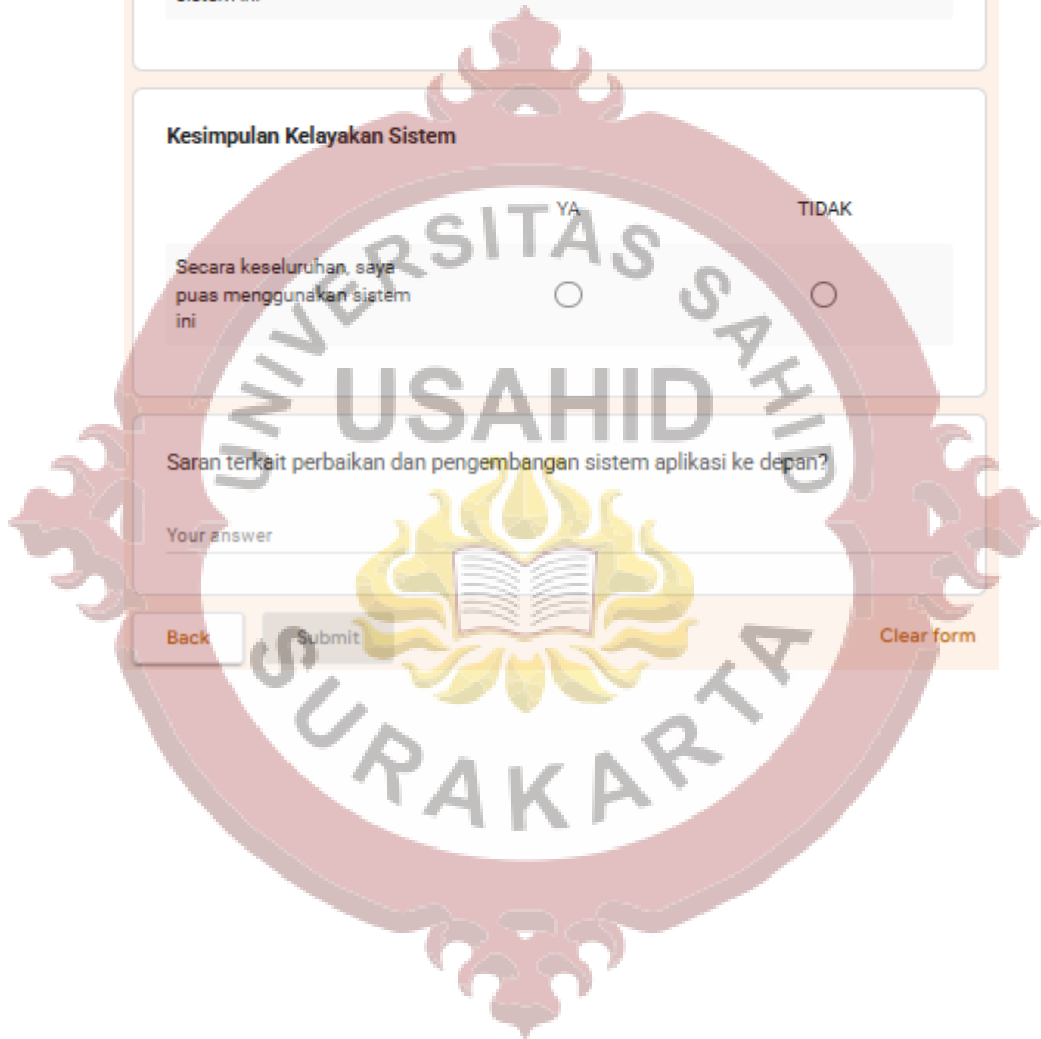 Kesimpulan Kelayakan Sistem
YA TIDAK
Secara keseluruhan, saya
puas menggunakan sistem
ini
Saran terkait perbaikan dan pengembangan sistem aplikasi ke depan?
Your answer
Back Submit Clear form
UNIVERSITAS SAHID
USAHID
SURAKARTA